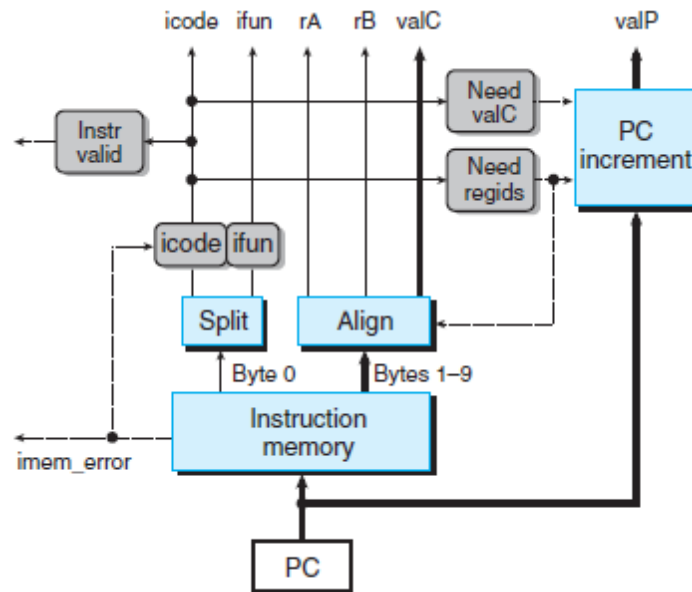 icode ifun rA rB valC valP
Need
valC
Instr
valid
PC
increment
Need
regids
icode ifun
Split Align
Byte 0 Bytes 1–9
Instruction
memory
imem_error
PC